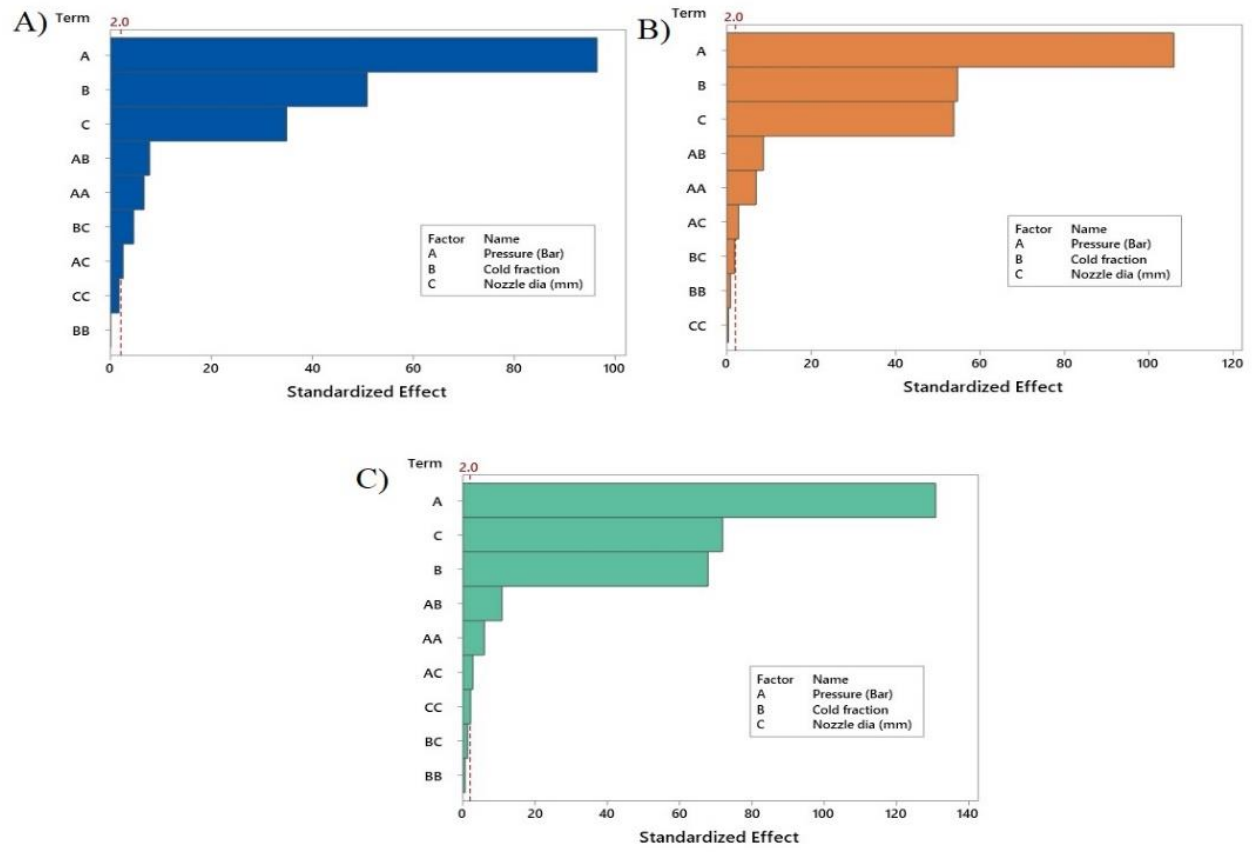 A)
Term
2.0
A
B
C
AB
AA
BC
AC
CC
BB
Factor Name
A Pressure (Bar)
B Cold fraction
C Nozzle dia (mm)
0 20 40 60 80 100
Standardized Effect
B)
Term
2.0
A
B
C
AB
AA
AC
BC
BB
CC
Factor Name
A Pressure (Bar)
B Cold fraction
C Nozzle dia (mm)
0 20 40 60 80 100 120
Standardized Effect
C)
Term
2.0
A
C
B
AB
AA
AC
CC
BC
BB
Factor Name
A Pressure (Bar)
B Cold fraction
C Nozzle dia (mm)
0 20 40 60 80 100 120 140
Standardized Effect